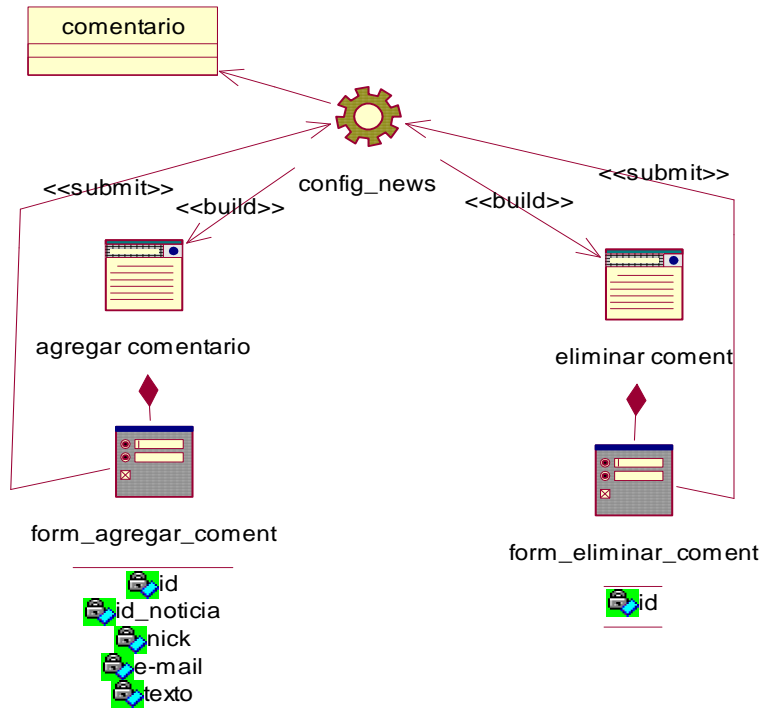 comentario
config_news
<<submit>>
<<submit>>
<<build>>
<<build>>
agregar comentario
eliminar coment
form_agregar_coment
form_eliminar_coment
id
id_noticia
nick
e-mail
texto
id